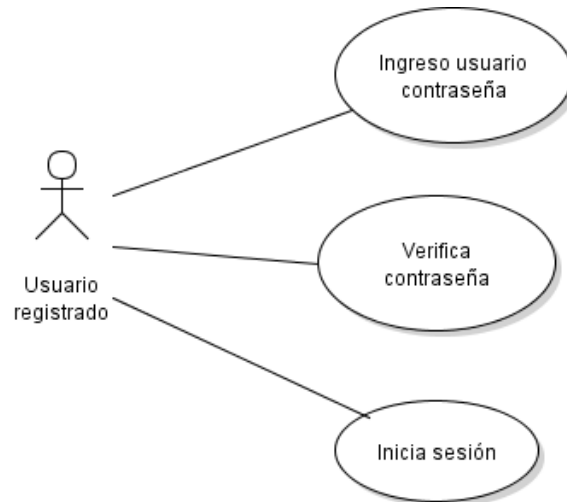 Ingreso usuario
contraseña
Usuario
registrado
Verifica
contraseña
Inicia sesión